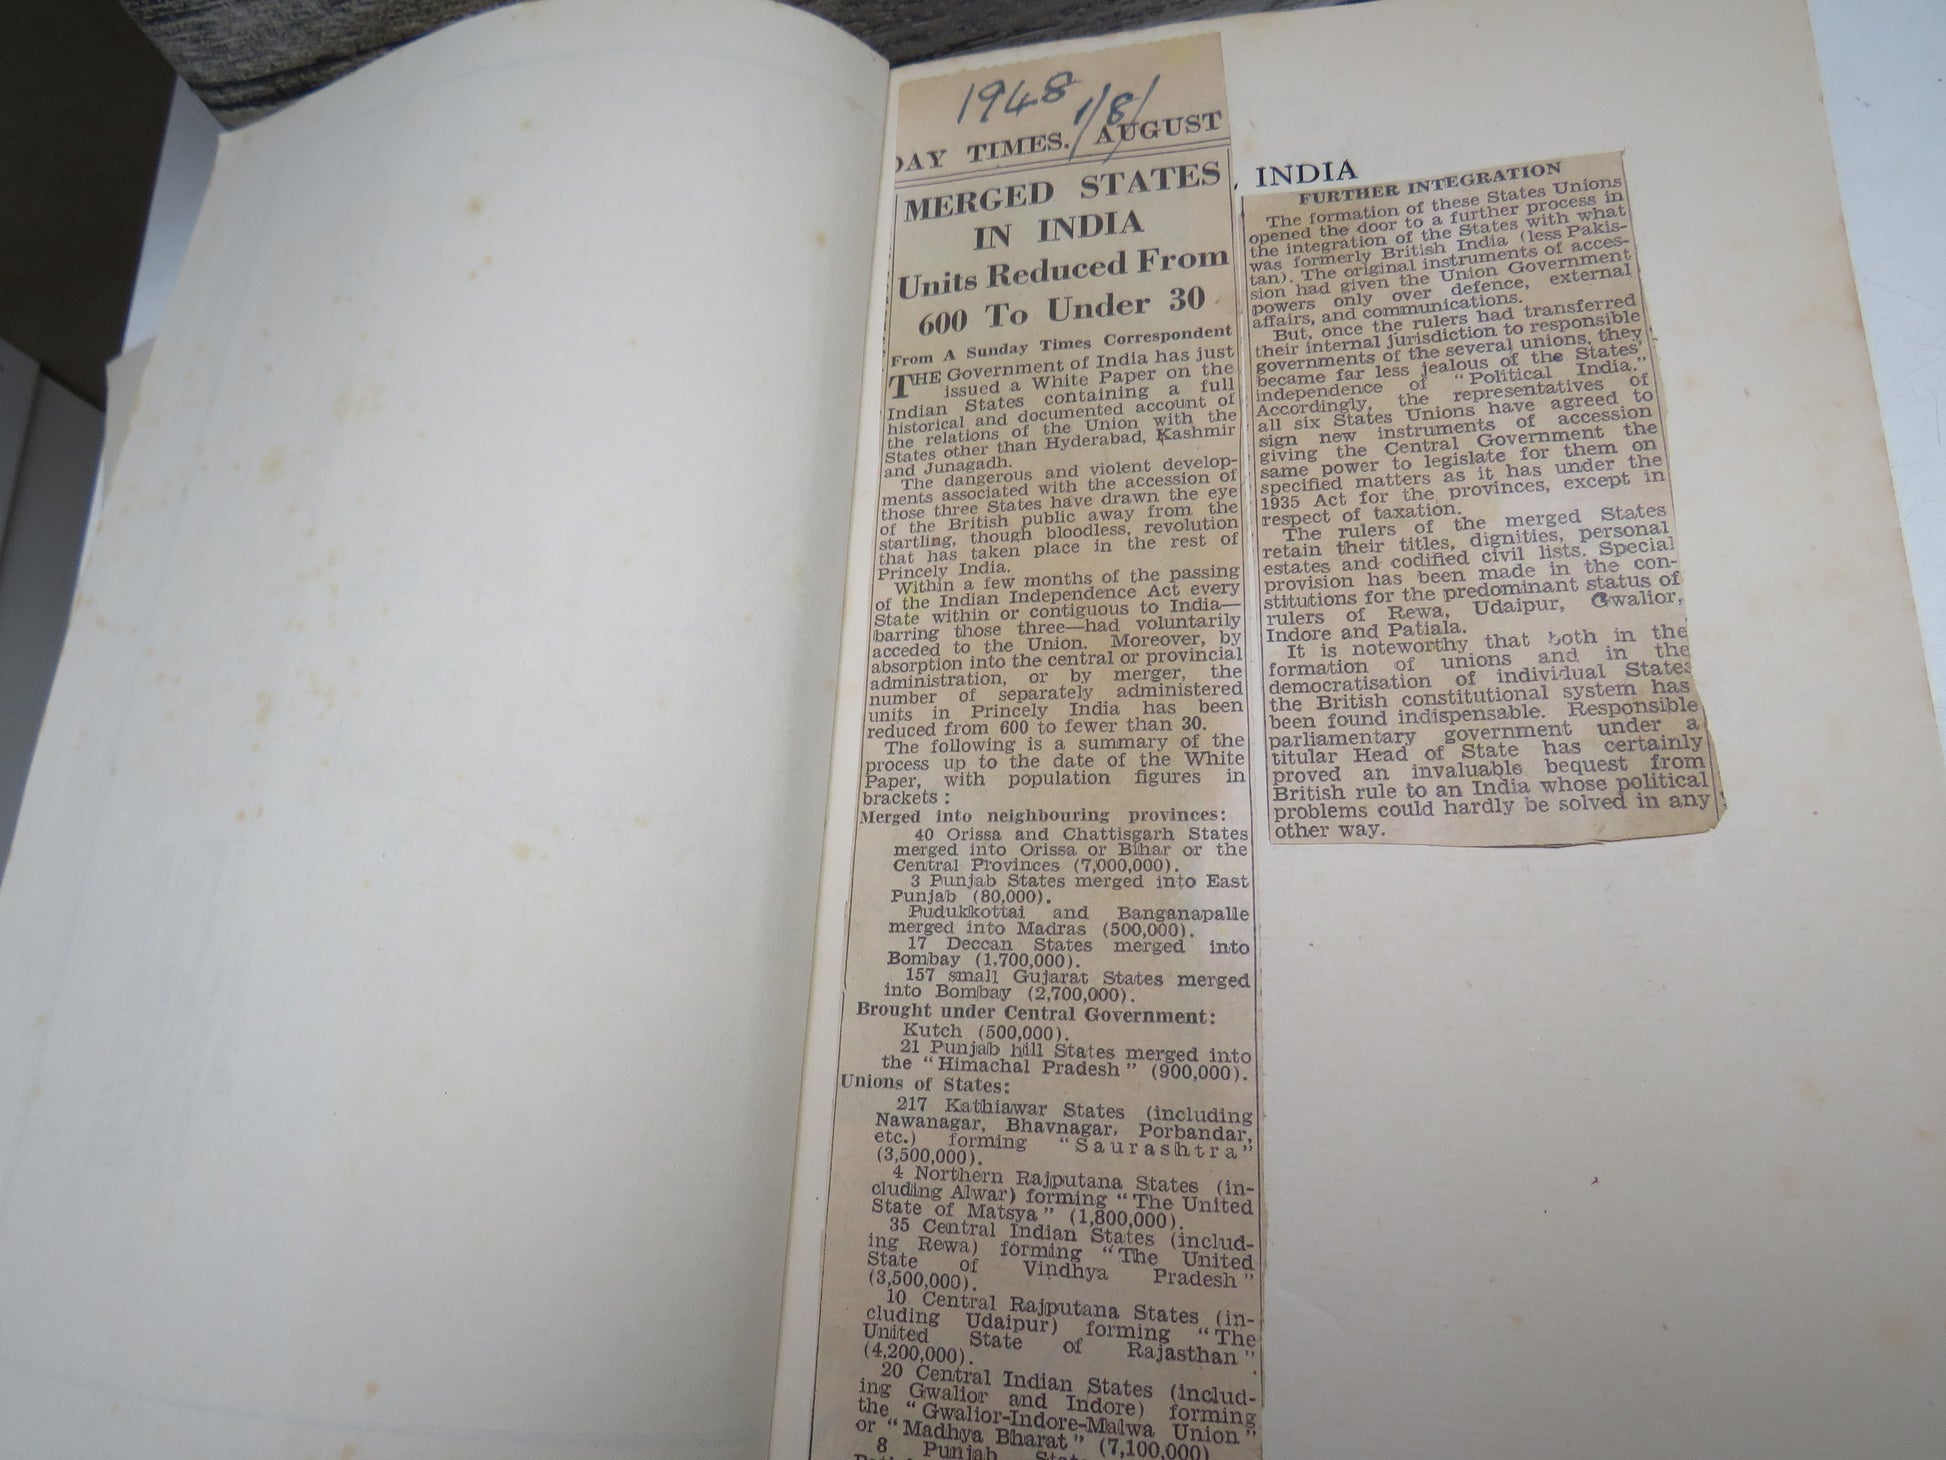 1948 1/8/
DAY TIMES. AUGUST
MERGED STATES
IN INDIA
Units Reduced From
600 To Under 30
From A Sunday Times Correspondent
THE Government of India has just
issued a White Paper on the
Indian States containing a full
historical and documented account of
the relations of the Union with the
States other than Hyderabad, Kashmir
and Junagadh.
The dangerous and violent develop-
ments associated with the accession of
those three States have drawn the eye
of the British public away from the
startling, though bloodless, revolution
that has taken place in the rest of
Princely India.
Within a few months of the passing
of the Indian Independence Act every
State within or contiguous to India—
barring those three—had voluntarily
acceded to the Union. Moreover, by
absorption into the central or provincial
administration, or by merger, the
number of separately administered
units in Princely India has been
reduced from 600 to fewer than 30.
The following is a summary of the
process up to the date of the White
Paper, with population figures in
brackets :
Merged into neighbouring provinces:
40 Orissa and Chattisgarh States
merged into Orissa or Bihar or the
Central Provinces (7,000,000).
3 Punjab States merged into East
Punjab (80,000).
Pudukkottai and Banganapalle
merged into Madras (500,000).
17 Deccan States merged into
Bombay (1,700,000).
157 small Gujarat States merged
into Bombay (2,700,000).
Brought under Central Government:
Kutch (500,000).
21 Punjab hill States merged into
the "Himachal Pradesh" (900,000).
Unions of States:
217 Kathiawar States (including
Nawanagar, Bhavnagar, Porbandar,
etc.) forming "Saurashtra"
(3,500,000).
4 Northern Rajputana States (in-
cluding Alwar) forming "The United
State of Matsya" (1,800,000).
35 Central Indian States (includ-
ing Rewa) forming "The United
State of Vindhya Pradesh"
(3,500,000).
10 Central Rajputana States (in-
cluding Udaipur) forming "The
United State of Rajasthan"
(4,200,000).
20 Central Indian States (includ-
ing Gwalior and Indore) forming
the "Gwalior-Indore-Malwa Union"
or "Madhya Bharat" (7,100,000)
8 Punjab
INDIA
FURTHER INTEGRATION
The formation of these States Unions
opened the door to a further process in
the integration of the States with what
was formerly British India (less Pakis-
tan). The original instruments of acces-
sion had given the Union Government
powers only over defence, external
affairs, and communications.
But, once the rulers had transferred
their internal jurisdiction to responsible
governments of the several unions, they
became far less jealous of the States'
independence of "Political India."
Accordingly, the representatives of
all six States Unions have agreed to
sign new instruments of accession
giving the Central Government the
same power to legislate for them on
specified matters as it has under the
1935 Act for the provinces, except in
respect of taxation.
The rulers of the merged States
retain their titles, dignities, personal
estates and codified civil lists. Special
provision has been made in the con-
stitutions for the predominant status of
rulers of Rewa, Udaipur, Gwalior,
Indore and Patiala.
It is noteworthy that both in the
formation of unions and in the
democratisation of individual States
the British constitutional system has
been found indispensable. Responsible
parliamentary government under a
titular Head of State has certainly
proved an invaluable bequest from
British rule to an India whose political
problems could hardly be solved in any
other way.